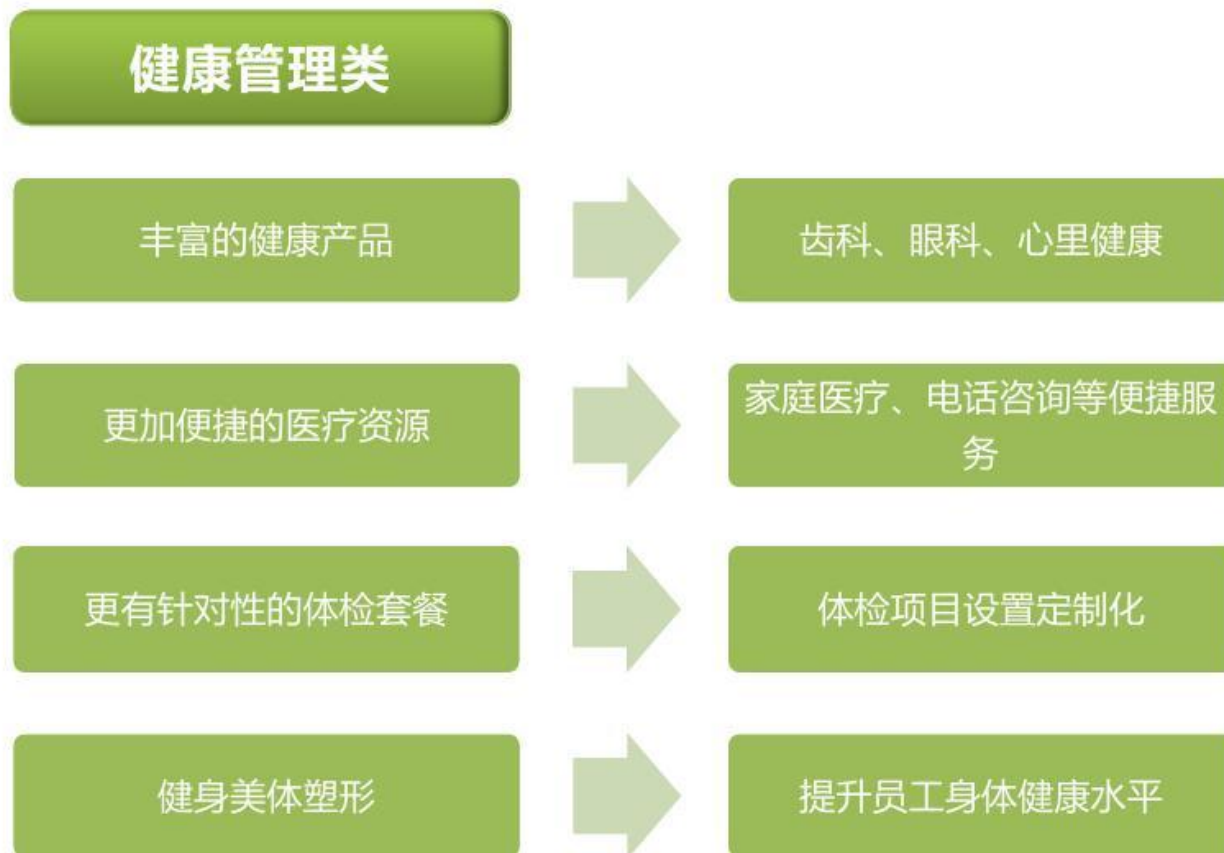 健康管理类
丰富的健康产品
齿科、眼科、心里健康
更加便捷的医疗资源
家庭医疗、电话咨询等便捷服
务
更有针对性的体检套餐
体检项目设置定制化
健身美体塑形
提升员工身体健康水平